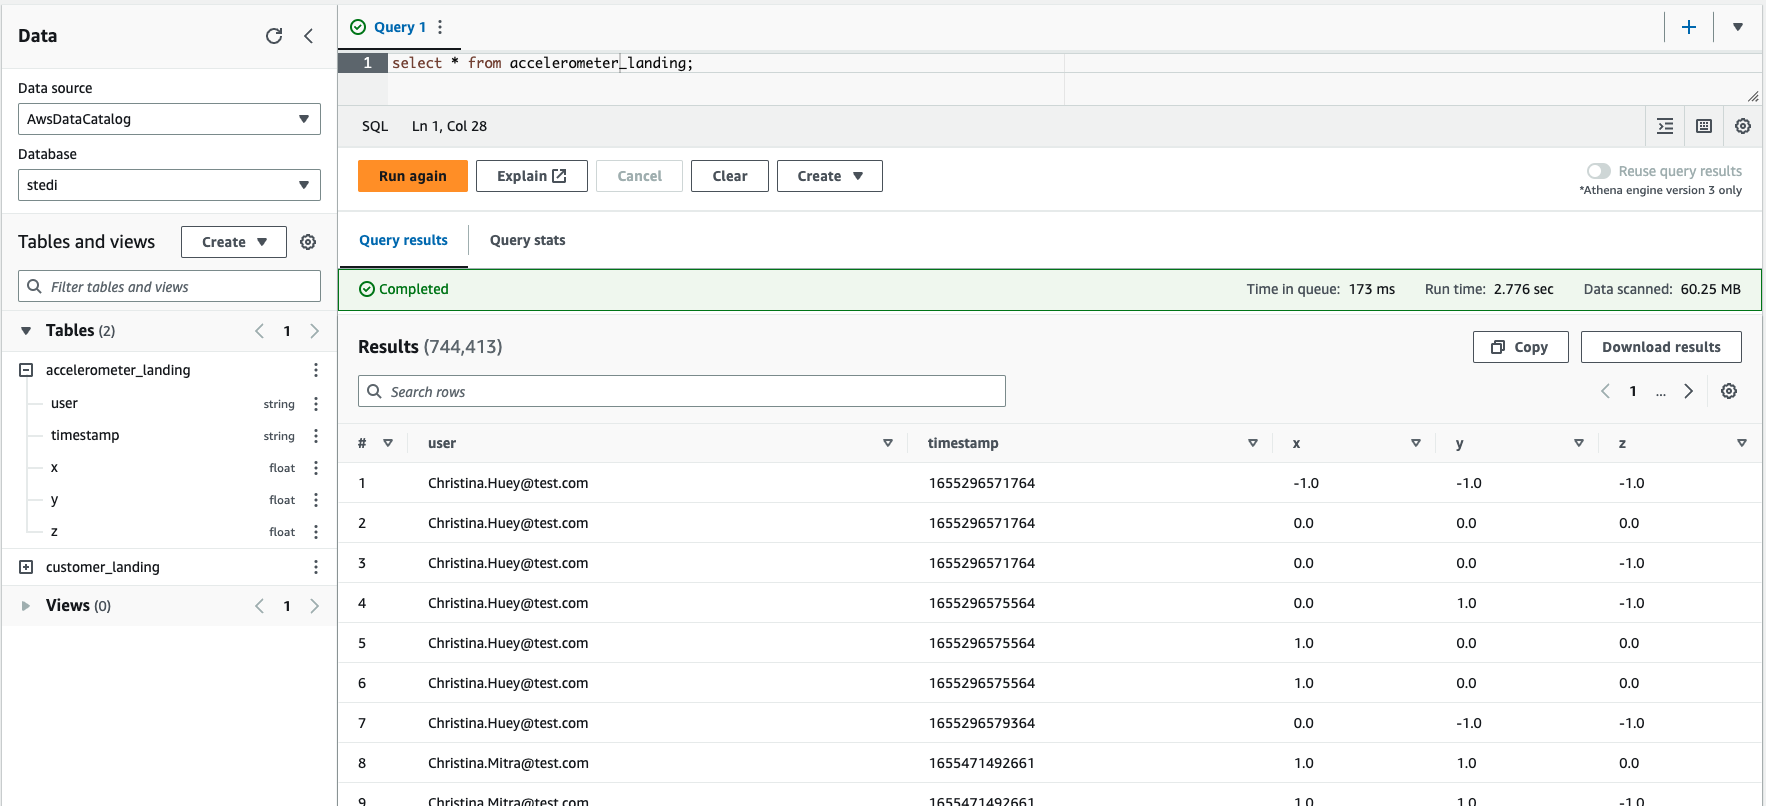 Data
Data source
AwsDataCatalog
Database
stedi
Tables and views
Create
Filter tables and views
Tables (2)
1
accelerometer_landing
user string
timestamp string
x float
y float
z float
customer_landing
Views (0)
1
Query 1
1 select * from accelerometer_landing;
SQL Ln 1, Col 28
Run again
Explain
Cancel
Clear
Create
Reuse query results
*Athena engine version 3 only
Query results
Query stats
Completed
Time in queue: 173 ms Run time: 2.776 sec Data scanned: 60.25 MB
Results (744,413)
Copy
Download results
Search rows
1 ...
# user timestamp x y z
1 Christina.Huey@test.com 1655296571764 -1.0 -1.0 -1.0
2 Christina.Huey@test.com 1655296571764 0.0 0.0 0.0
3 Christina.Huey@test.com 1655296571764 0.0 0.0 -1.0
4 Christina.Huey@test.com 1655296575564 0.0 1.0 -1.0
5 Christina.Huey@test.com 1655296575564 1.0 0.0 0.0
6 Christina.Huey@test.com 1655296575564 1.0 0.0 0.0
7 Christina.Huey@test.com 1655296579364 0.0 -1.0 -1.0
8 Christina.Mitra@test.com 1655471492661 1.0 1.0 0.0
9 Christina.Mitra@test.com 1655471492661 1.0 1.0 -1.0